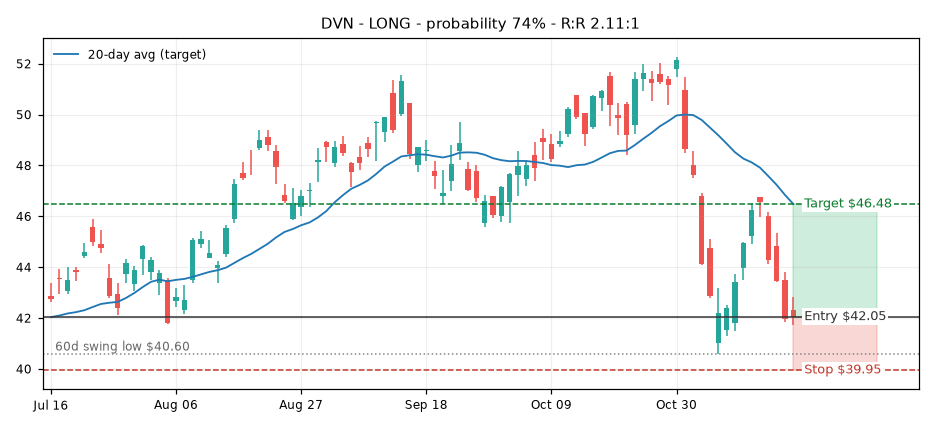 DVN - LONG - probability 74% - R:R 2.11:1
20-day avg (target)
52
50
48
46
44
42
40
Target $46.48
Entry $42.05
60d swing low $40.60
Stop $39.95
Jul 16
Aug 06
Aug 27
Sep 18
Oct 09
Oct 30